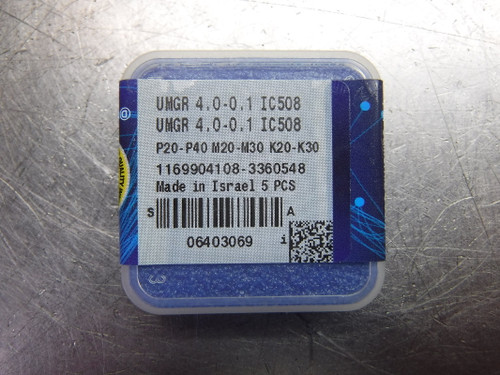 UMGR 4.0-0.1 IC508
UMGR 4.0-0.1 IC508
P20-P40 M20-M30 K20-K30
1169904108-3360548
Made in Israel 5 PCS
S A
06403069 i
@